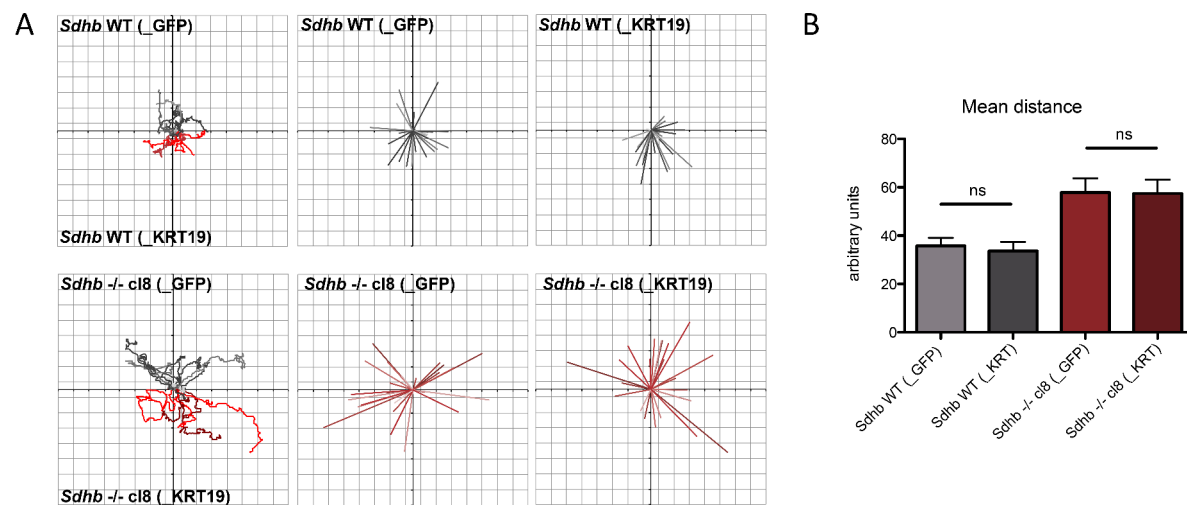 A
Sdhb WT (_GFP)
Sdhb WT (_KRT19)
Sdhb WT (_GFP)
Sdhb WT (_KRT19)
Sdhb -/- cl8 (_GFP)
Sdhb -/- cl8 (_KRT19)
Sdhb -/- cl8 (_GFP)
Sdhb -/- cl8 (_KRT19)
B
Mean distance
arbitrary units
80
60
40
20
0
ns
ns
Sdhb WT (_GFP)
Sdhb WT (_KRT)
Sdhb -/- cl8 (_GFP)
Sdhb -/- cl8 (_KRT)